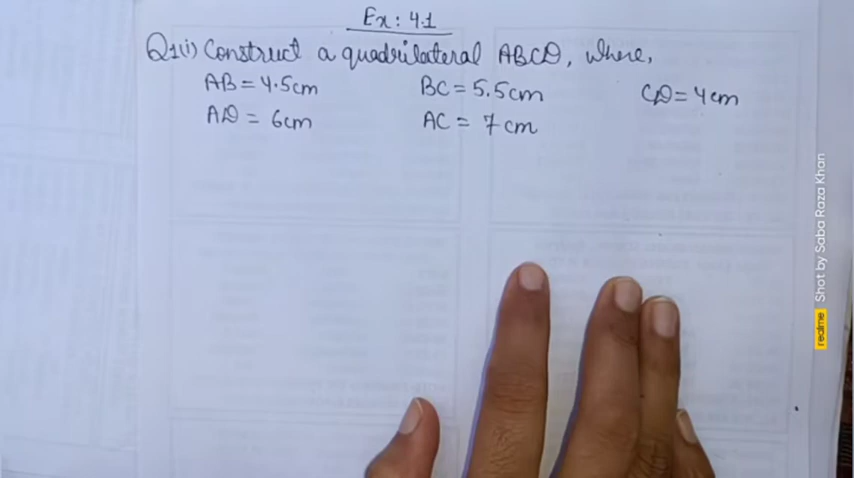 Ex: 4.1
Q1(i) Construct a quadrilateral ABCD, where,
AB = 4.5cm BC = 5.5cm CD = 4cm
AD = 6cm AC = 7cm
realme Shot by Saba Raza Khan